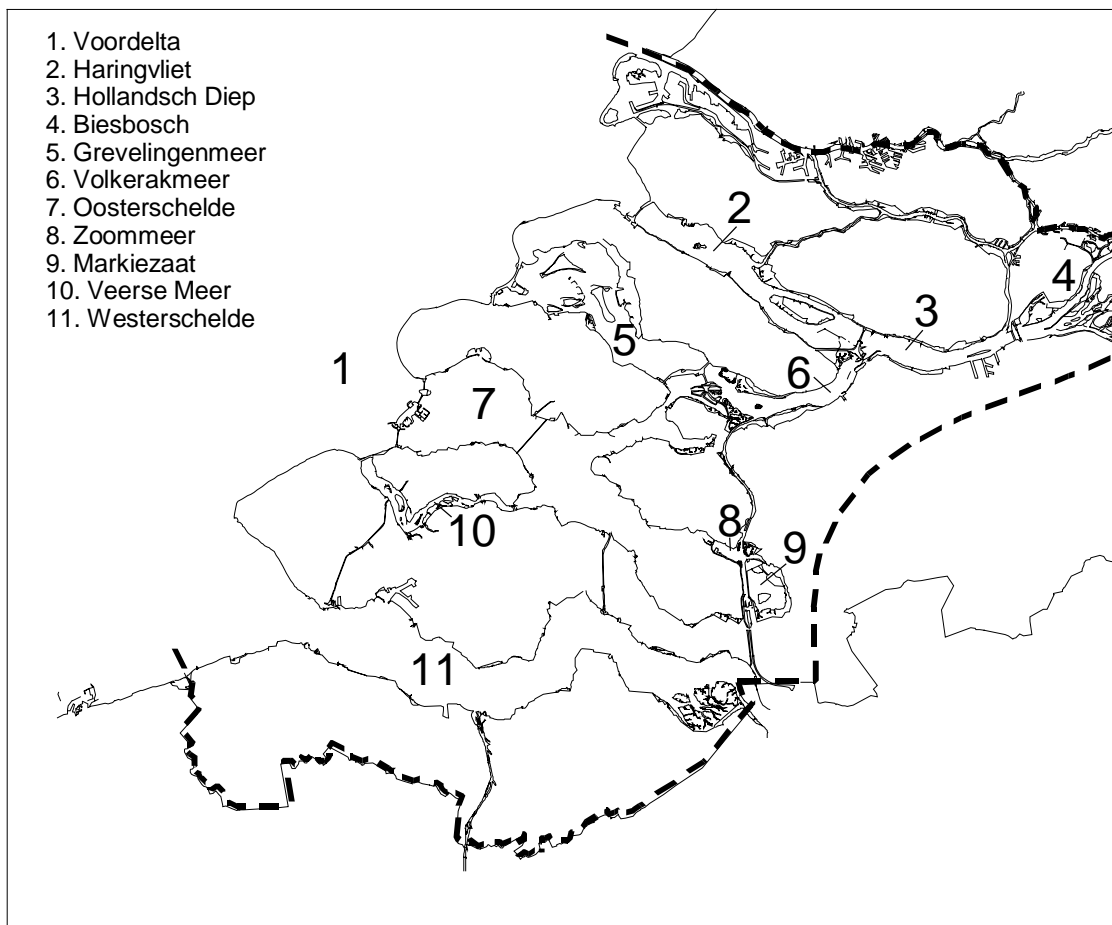 1. Voordelta
2. Haringvliet
3. Hollandsch Diep
4. Biesbosch
5. Grevelingenmeer
6. Volkerakmeer
7. Oosterschelde
8. Zoommeer
9. Markiezaat
10. Veerse Meer
11. Westerschelde
2
4
3
5
1
6
7
8
10
9
11